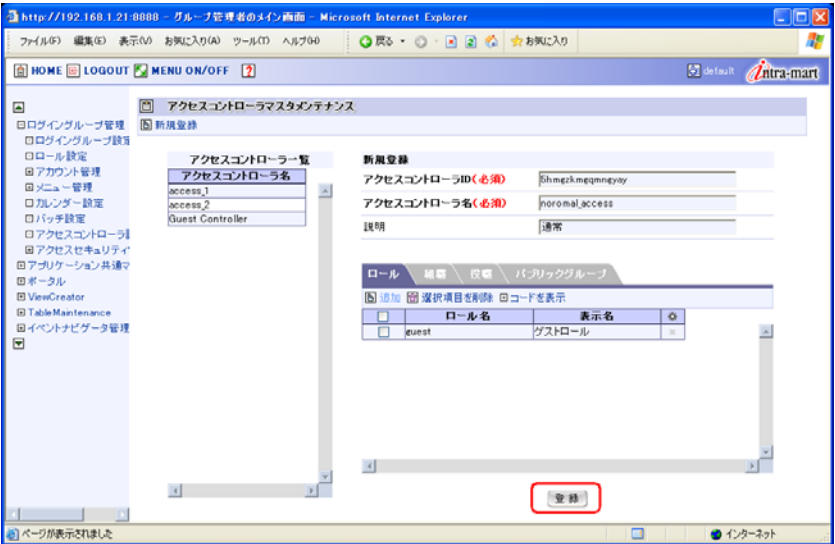 http://192.168.1.21:8888 - グループ管理者のメイン画面 - Microsoft Internet Explorer
ファイル(F) 編集(E) 表示(V) お気に入り(A) ツール(T) ヘルプ(H) 戻る お気に入り
HOME LOGOUT MENU ON/OFF ? default intra-mart
アクセスコントローラマスタメンテナンス
新規登録
ログイングループ管理
ログイングループ設定
ロール設定
アカウント管理
メニュー管理
カレンダー設定
バッチ設定
アクセスコントローラ
アクセスセキュリティ
アプリケーション共通マ
ポータル
ViewCreator
TableMaintenance
イベントナビゲータ管理
アクセスコントローラ一覧
アクセスコントローラ名
access_1
access_2
Guest Controller
新規登録
アクセスコントローラID(必須) 5hmgzkmeqmngyay
アクセスコントローラ名(必須) noromal_access
説明 通常
ロール 組織 役職 パブリックグループ
追加 選択項目を削除 コードを表示
ロール名 表示名
guest ゲストロール
登録
ページが表示されました インターネット